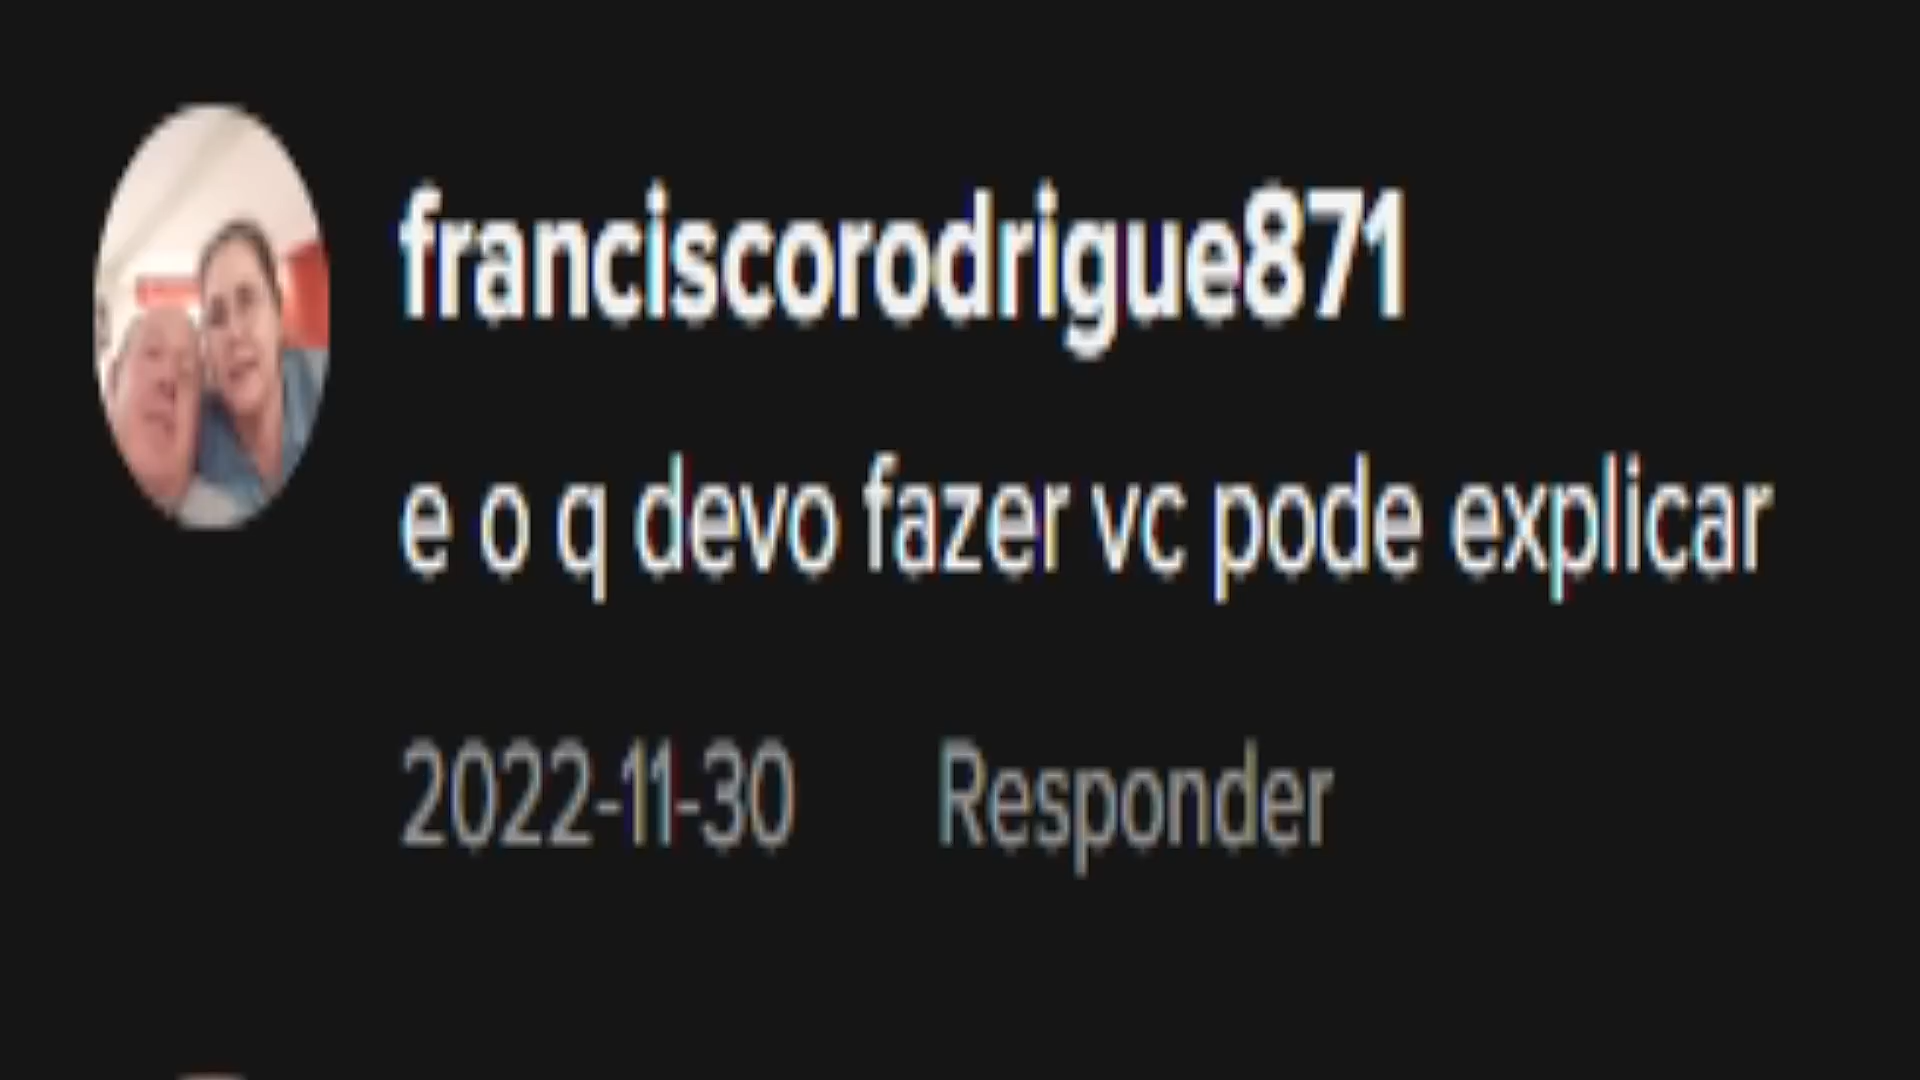 franciscorodrigue871
e o q devo fazer vc pode explicar
2022-11-30 Responder